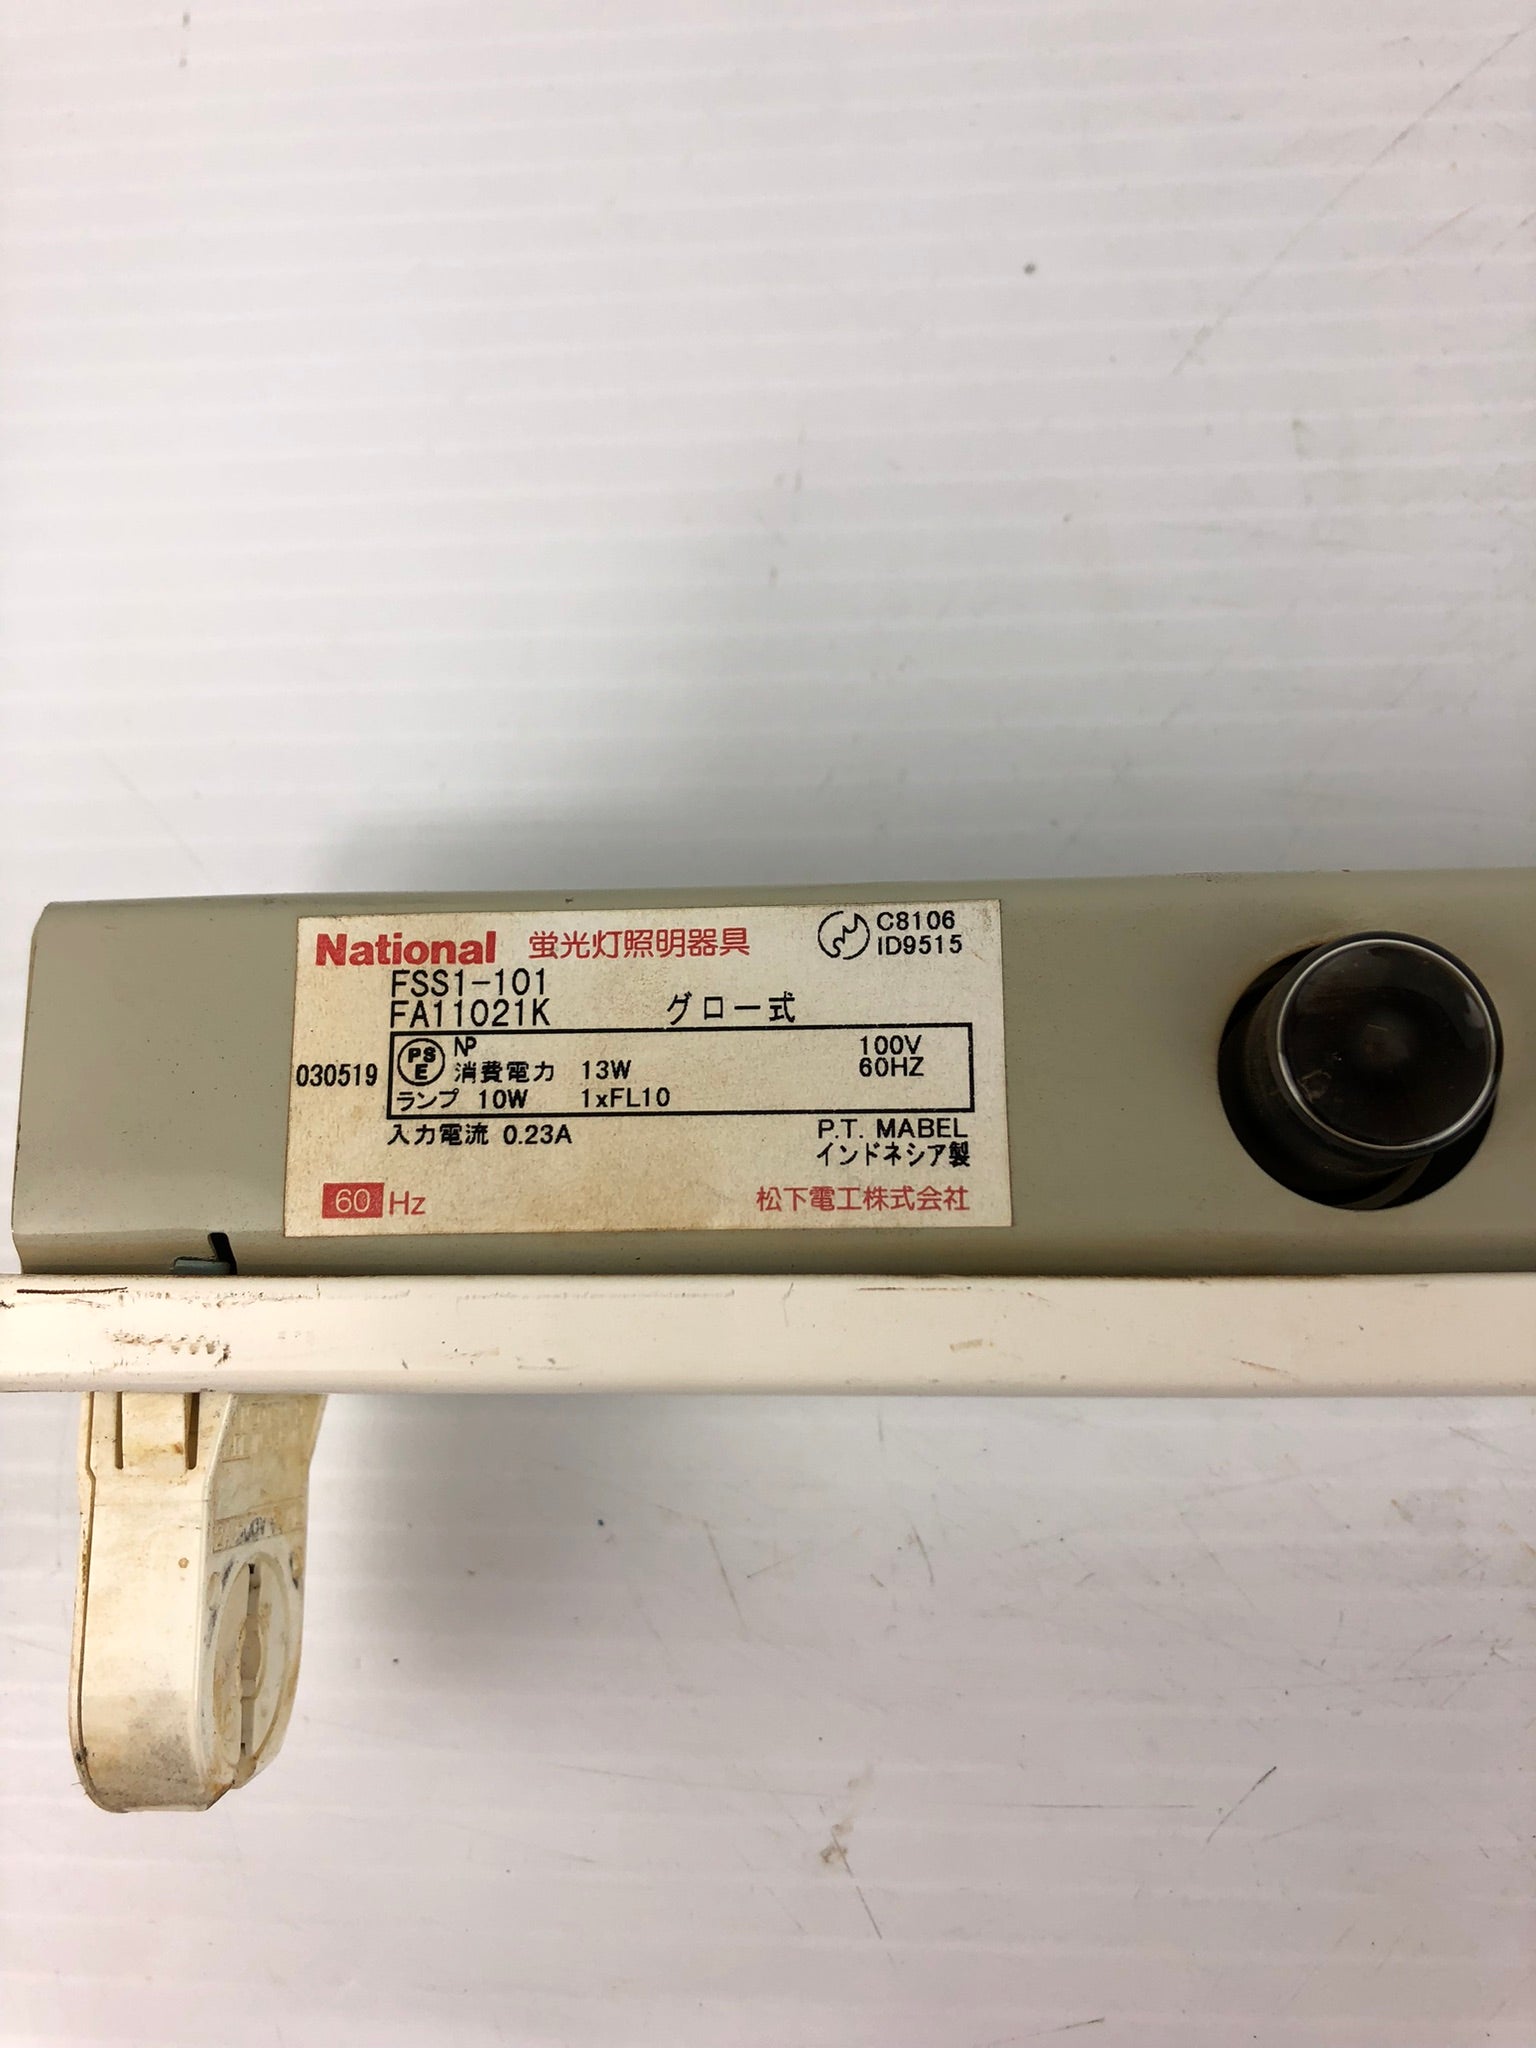 National 蛍光灯照明器具
C8106
ID9515
FSS1-101
FA11021K グロー式
030519
PS
E
NP 100V
消費電力 13W 60HZ
ランプ 10W 1xFL10
入力電流 0.23A P.T. MABEL
インドネシア製
60 Hz 松下電工株式会社